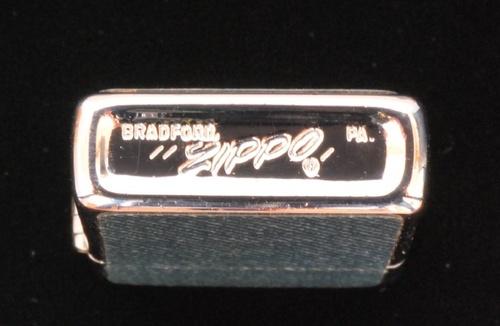 BRADFORD, PA.
" ZIPPO ® '